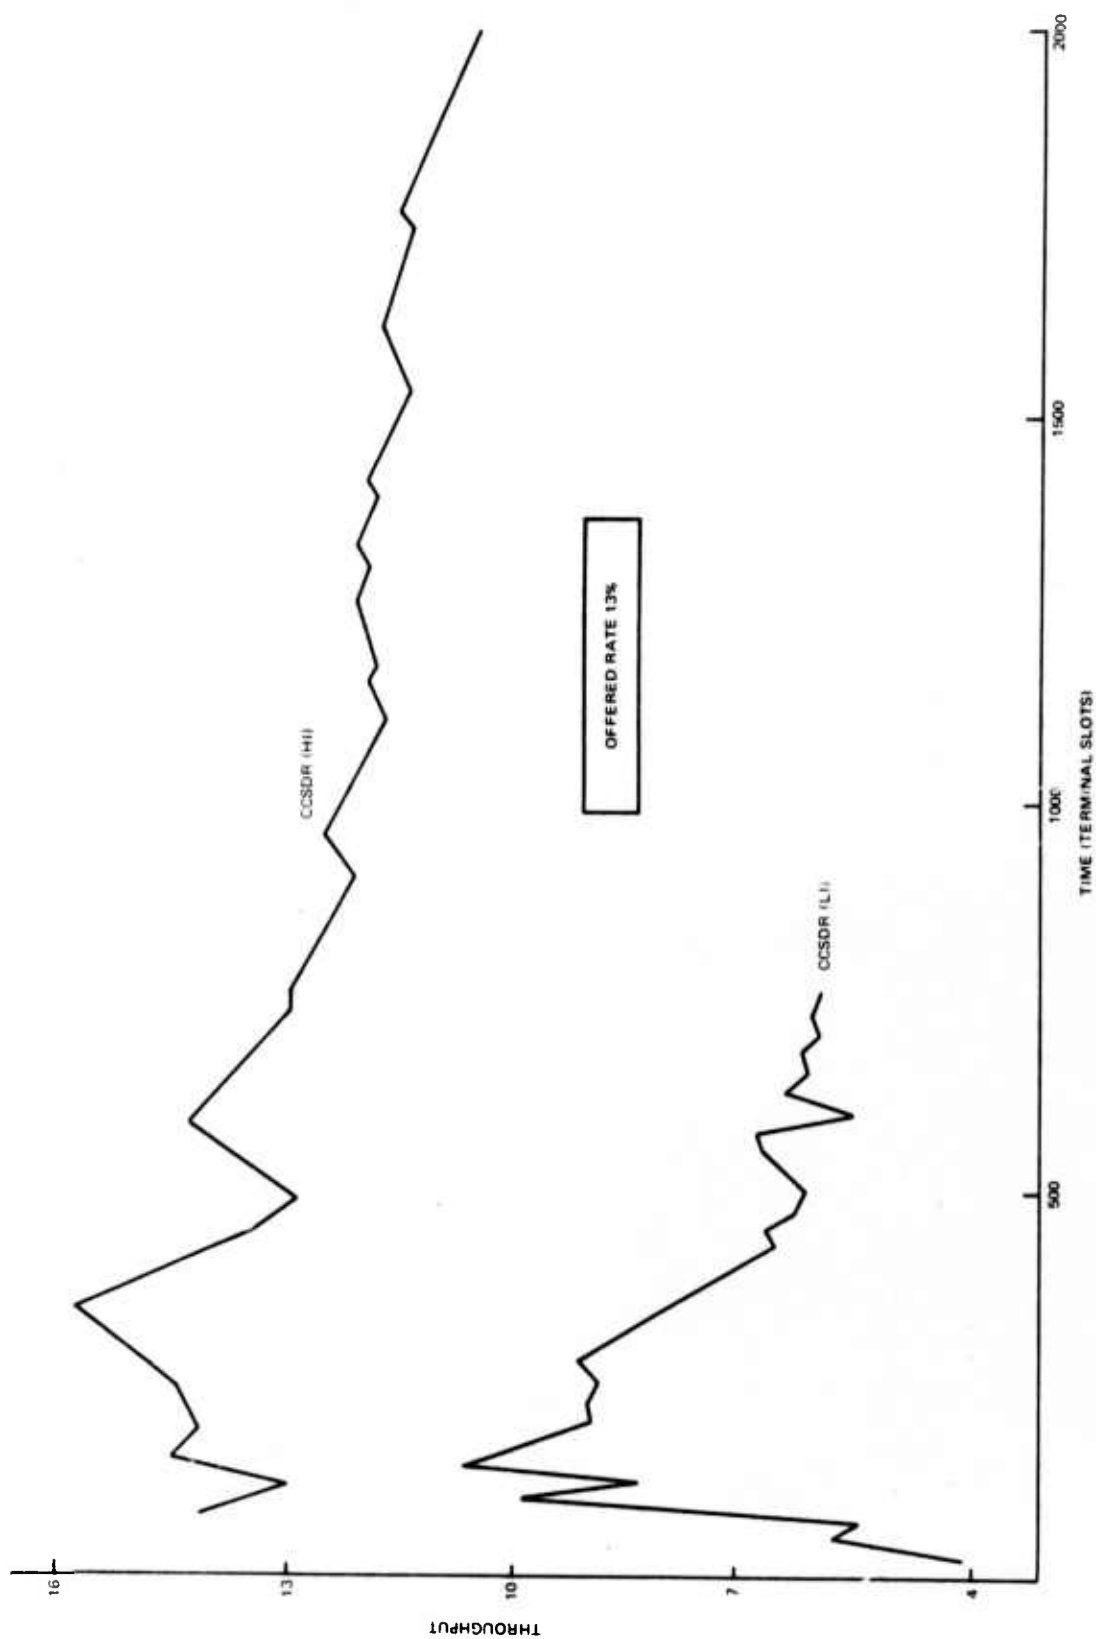 THROUGHPUT
16
13
10
7
4
CCSDR (HI)
OFFERED RATE 13%
CCSDR (LI)
500
1000
1500
2000
TIME (TERMINAL SLOTS)